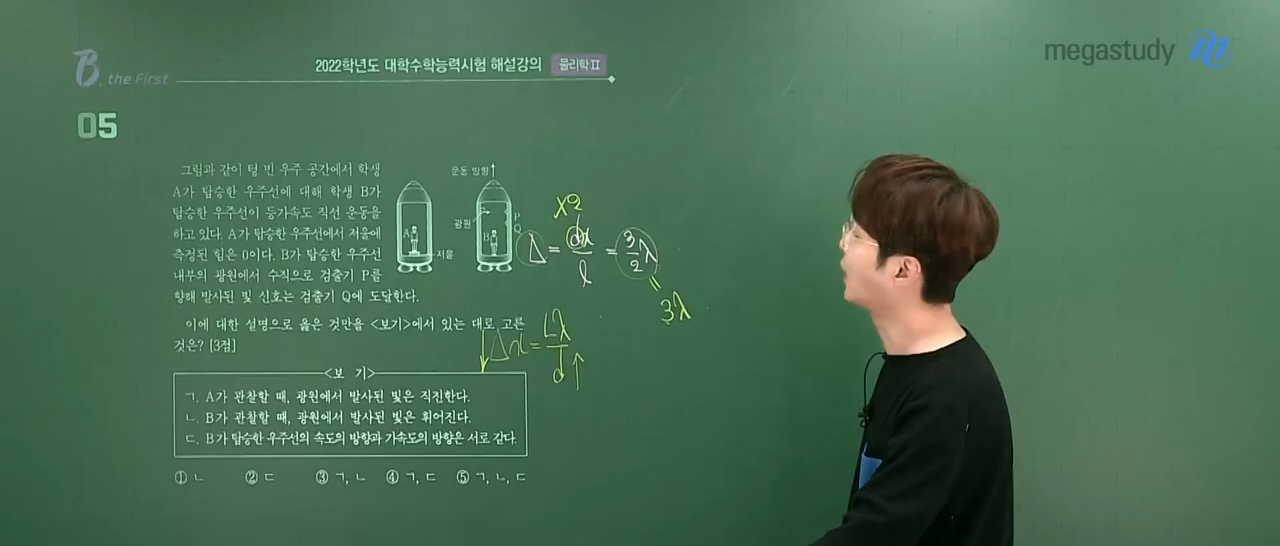 B. the First
2022학년도 대학수학능력시험 해설강의 물리학Ⅱ
megastudy
05
그림과 같이 텅 빈 우주 공간에서 학생
A가 탑승한 우주선에 대해 학생 B가
탑승한 우주선이 등가속도 직선 운동을
하고 있다. A가 탑승한 우주선에서 저울에
측정된 힘은 0이다. B가 탑승한 우주선
내부의 광원에서 수직으로 검출기 P를
향해 발사된 빛 신호는 검출기 Q에 도달한다.
운동 방향
광원
P
Q
A
B
저울
이에 대한 설명으로 옳은 것만을 <보기>에서 있는 대로 고른
것은? [3점]
<보 기>
ㄱ. A가 관찰할 때, 광원에서 발사된 빛은 직진한다.
ㄴ. B가 관찰할 때, 광원에서 발사된 빛은 휘어진다.
ㄷ. B가 탑승한 우주선의 속도의 방향과 가속도의 방향은 서로 같다.
① ㄴ ② ㄷ ③ ㄱ, ㄴ ④ ㄱ, ㄷ ⑤ ㄱ, ㄴ, ㄷ
X2
Δ = dx/l = 3/2 λ
3λ
↓Δx = Lλ/d↑